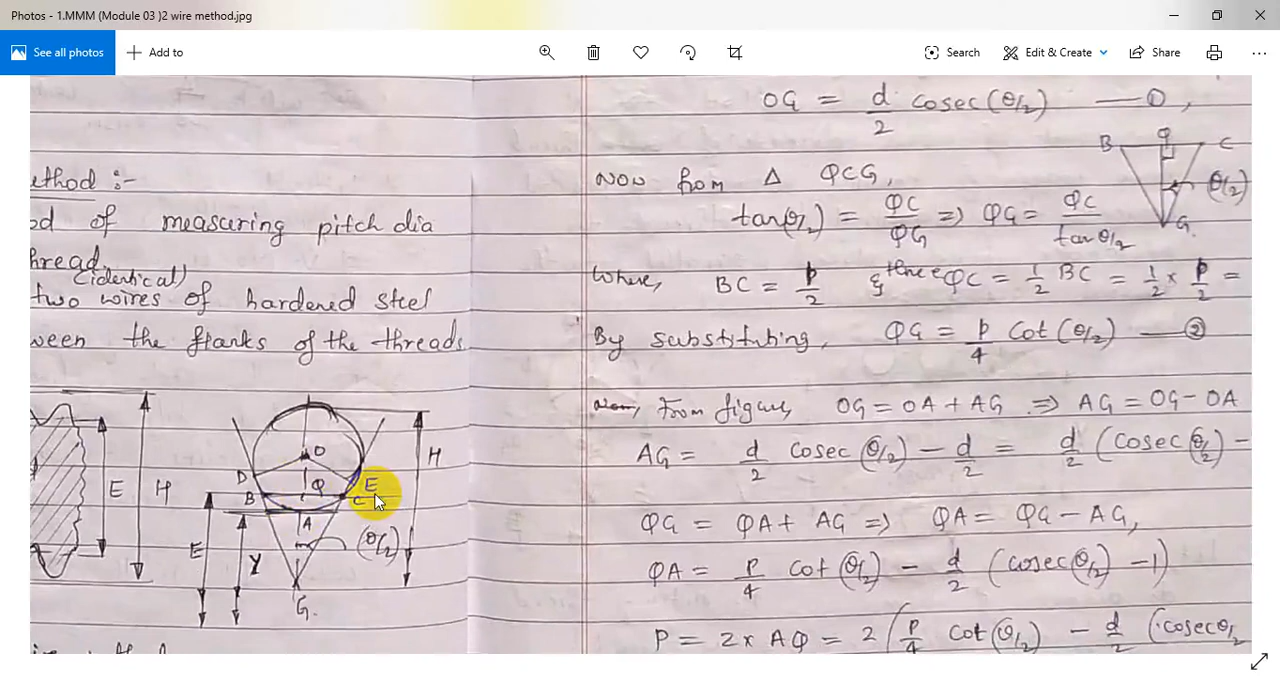 Photos - 1.MMM (Module 03 )2 wire method.jpg
See all photos
Add to
Search
Edit & Create
Share
ethod :-
od of measuring pitch dia
hread
(identical)
two wires of hardened steel
ween the flanks of the threads.
E
H
O
D
Q
E
B
C
H
A
E
Y
(θ/2)
G.
OG = d/2 cosec(θ/2) — ①,
B
Q
C
(θ/2)
G.
Now from Δ QCG,
tan(θ/2) = QC/QG => QG = QC/tanθ/2
Where, BC = p/2 QC = 1/2 BC = 1/2 × p/2 =
By substituting, QG = p/4 Cot(θ/2) — ②
From figure, OG = OA + AG => AG = OG - OA
AG = d/2 Cosec(θ/2) - d/2 = d/2 (Cosec(θ/2) -
QG = QA + AG => QA = QG - AG,
QA = P/4 cot(θ/2) - d/2 (cosec(θ/2) - 1)
P = 2 × AQ = 2 (P/4 cot(θ/2) - d/2 (cosecθ/2